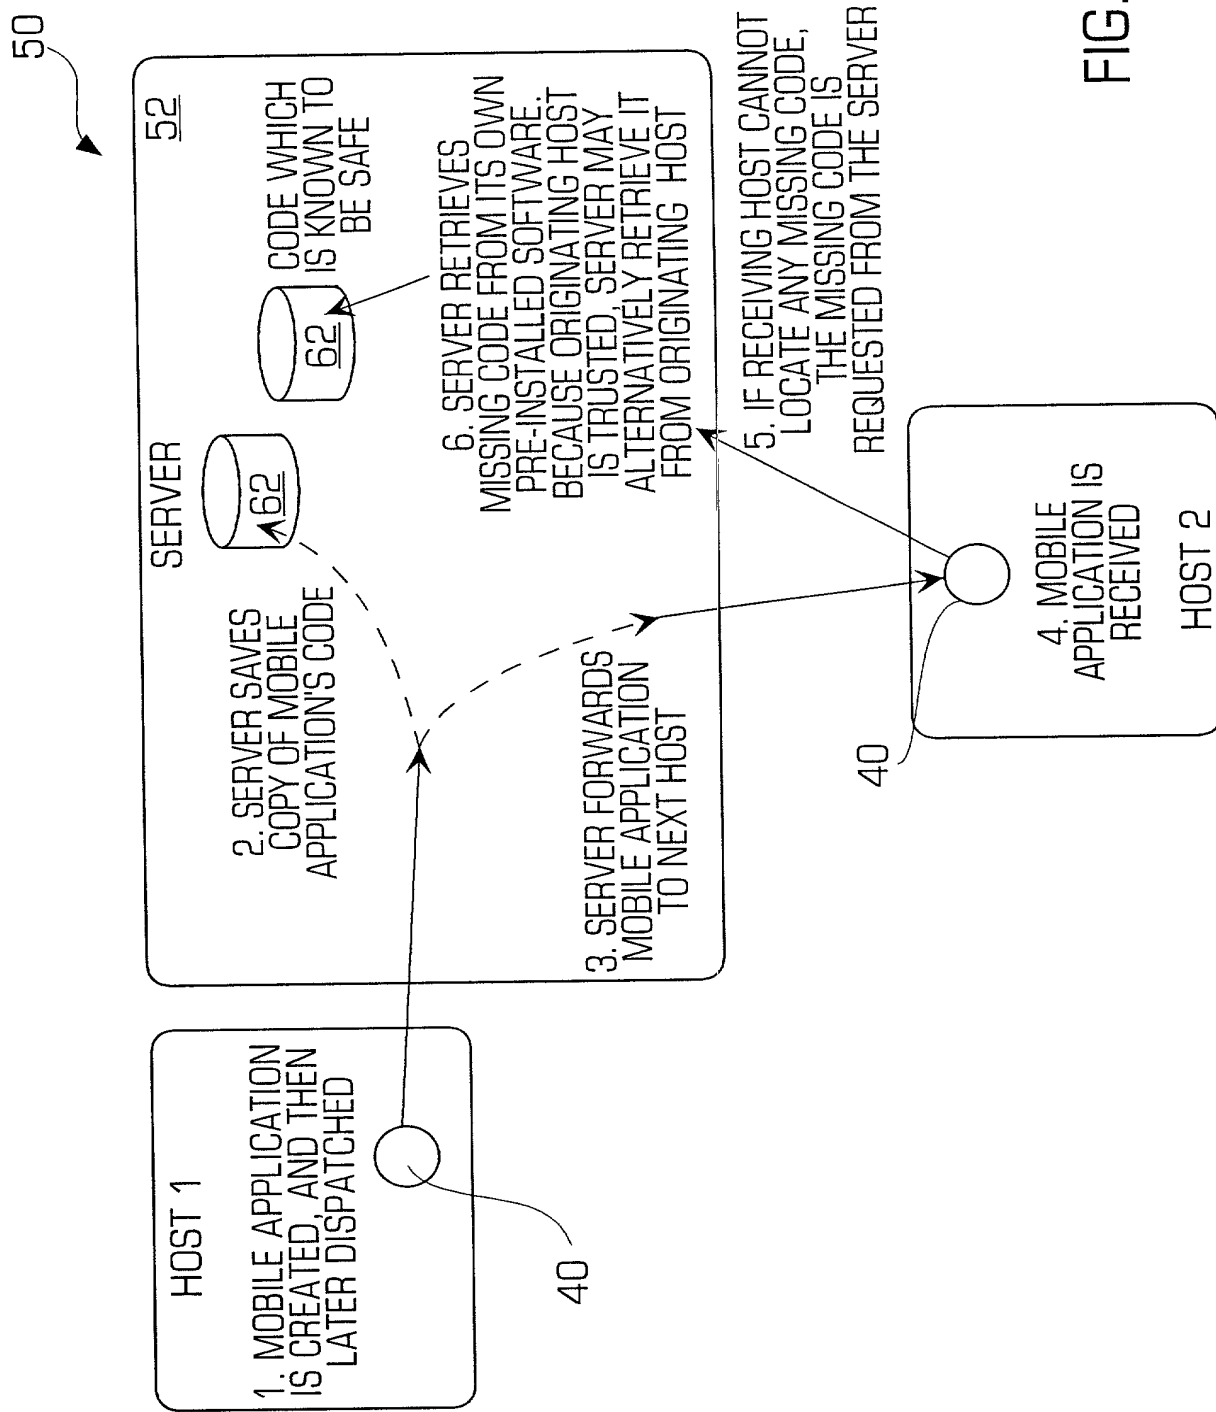 50
HOST 1
1. MOBILE APPLICATION
IS CREATED, AND THEN
LATER DISPATCHED
40
SERVER
52
2. SERVER SAVES
COPY OF MOBILE
APPLICATION'S CODE
62
62
CODE WHICH
IS KNOWN TO
BE SAFE
3. SERVER FORWARDS
MOBILE APPLICATION
TO NEXT HOST
6. SERVER RETRIEVES
MISSING CODE FROM ITS OWN
PRE-INSTALLED SOFTWARE.
BECAUSE ORIGINATING HOST
IS TRUSTED, SERVER MAY
ALTERNATIVELY RETRIEVE IT
FROM ORIGINATING HOST
5. IF RECEIVING HOST CANNOT
LOCATE ANY MISSING CODE,
THE MISSING CODE IS
REQUESTED FROM THE SERVER
40
4. MOBILE
APPLICATION IS
RECEIVED
HOST 2
FIG.